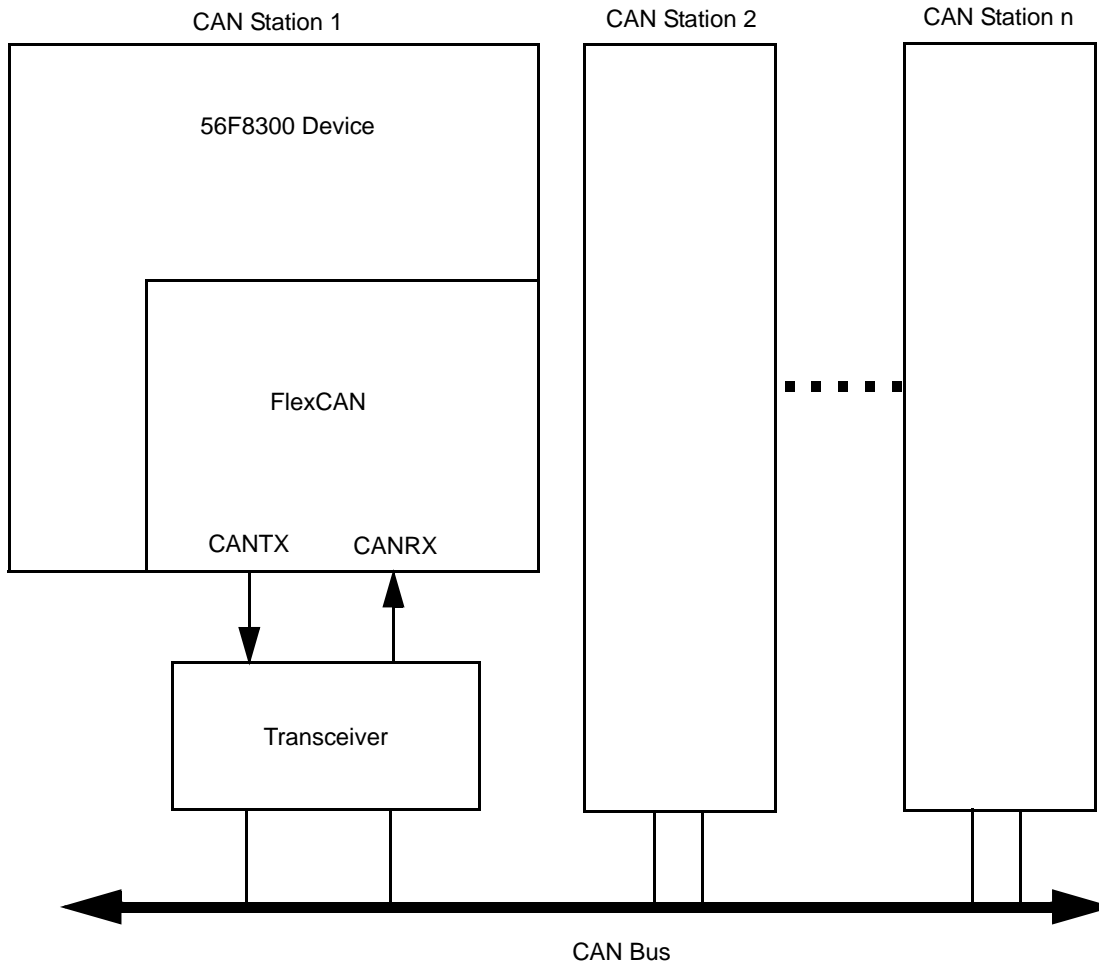 CAN Station 1
CAN Station 2
CAN Station n
56F8300 Device
FlexCAN
CANTX
CANRX
Transceiver
CAN Bus